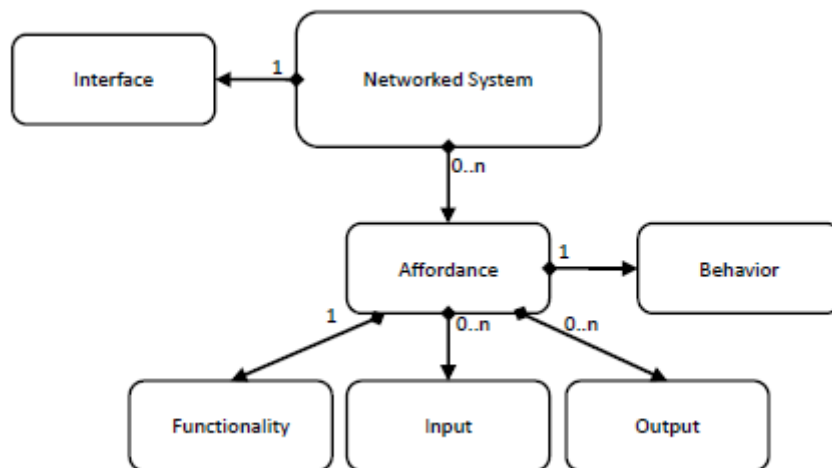 Interface
1
Networked System
0..n
Affordance
1
Behavior
1
0..n
0..n
Functionality
Input
Output